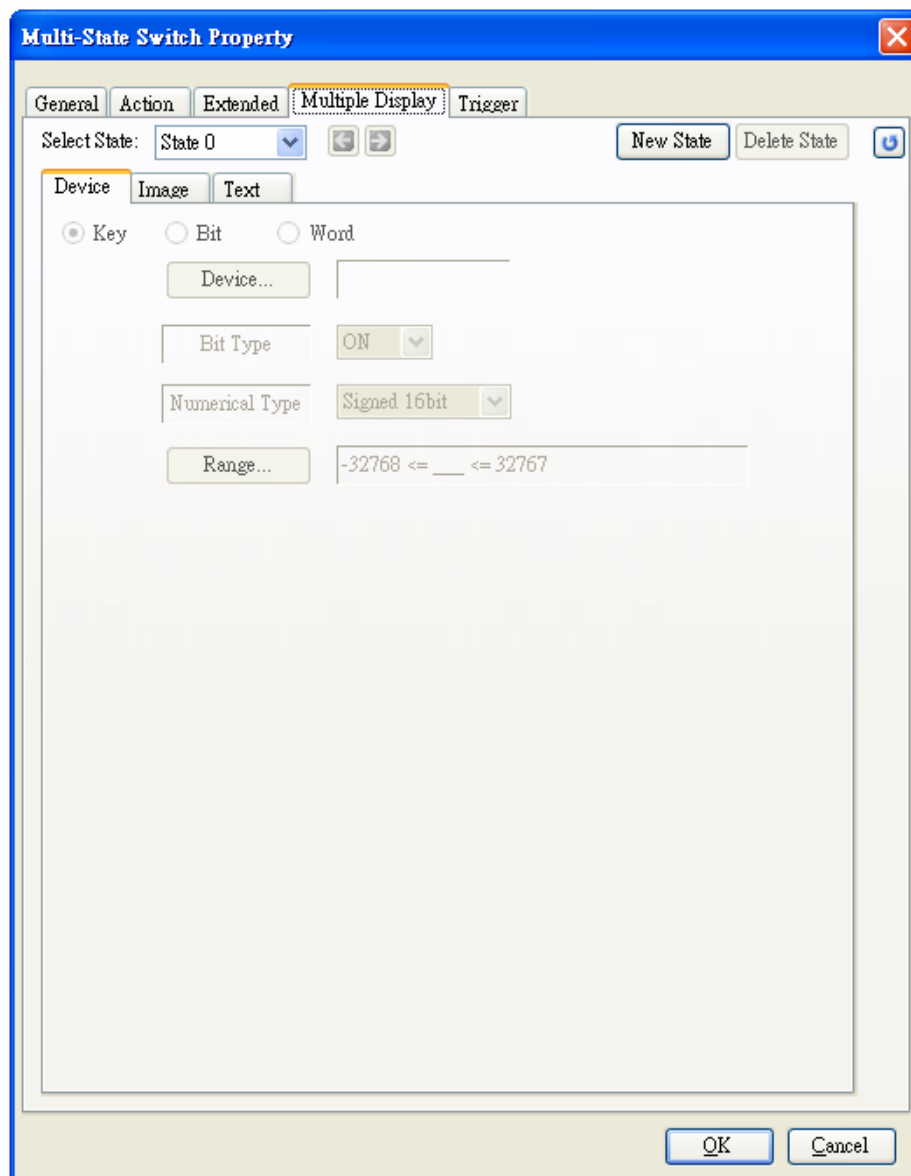 Multi-State Switch Property
General Action Extended Multiple Display Trigger
Select State: State 0 New State Delete State
Device Image Text
Key Bit Word
Device...
Bit Type ON
Numerical Type Signed 16bit
Range... -32768 <= ___ <= 32767
OK Cancel